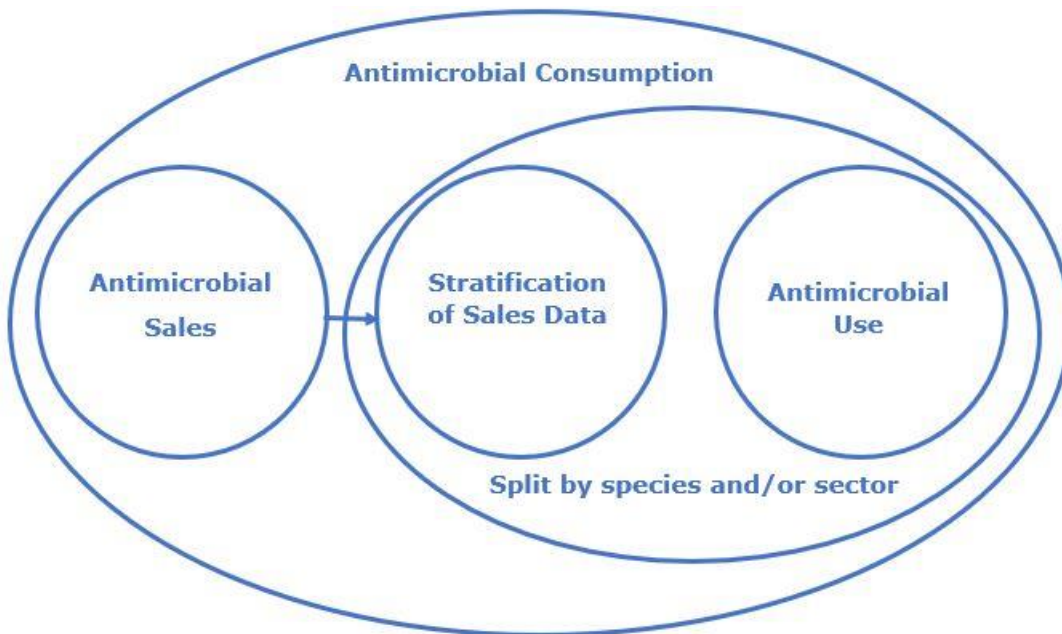 Antimicrobial Consumption
Antimicrobial
Sales
Stratification
of Sales Data
Antimicrobial
Use
Split by species and/or sector